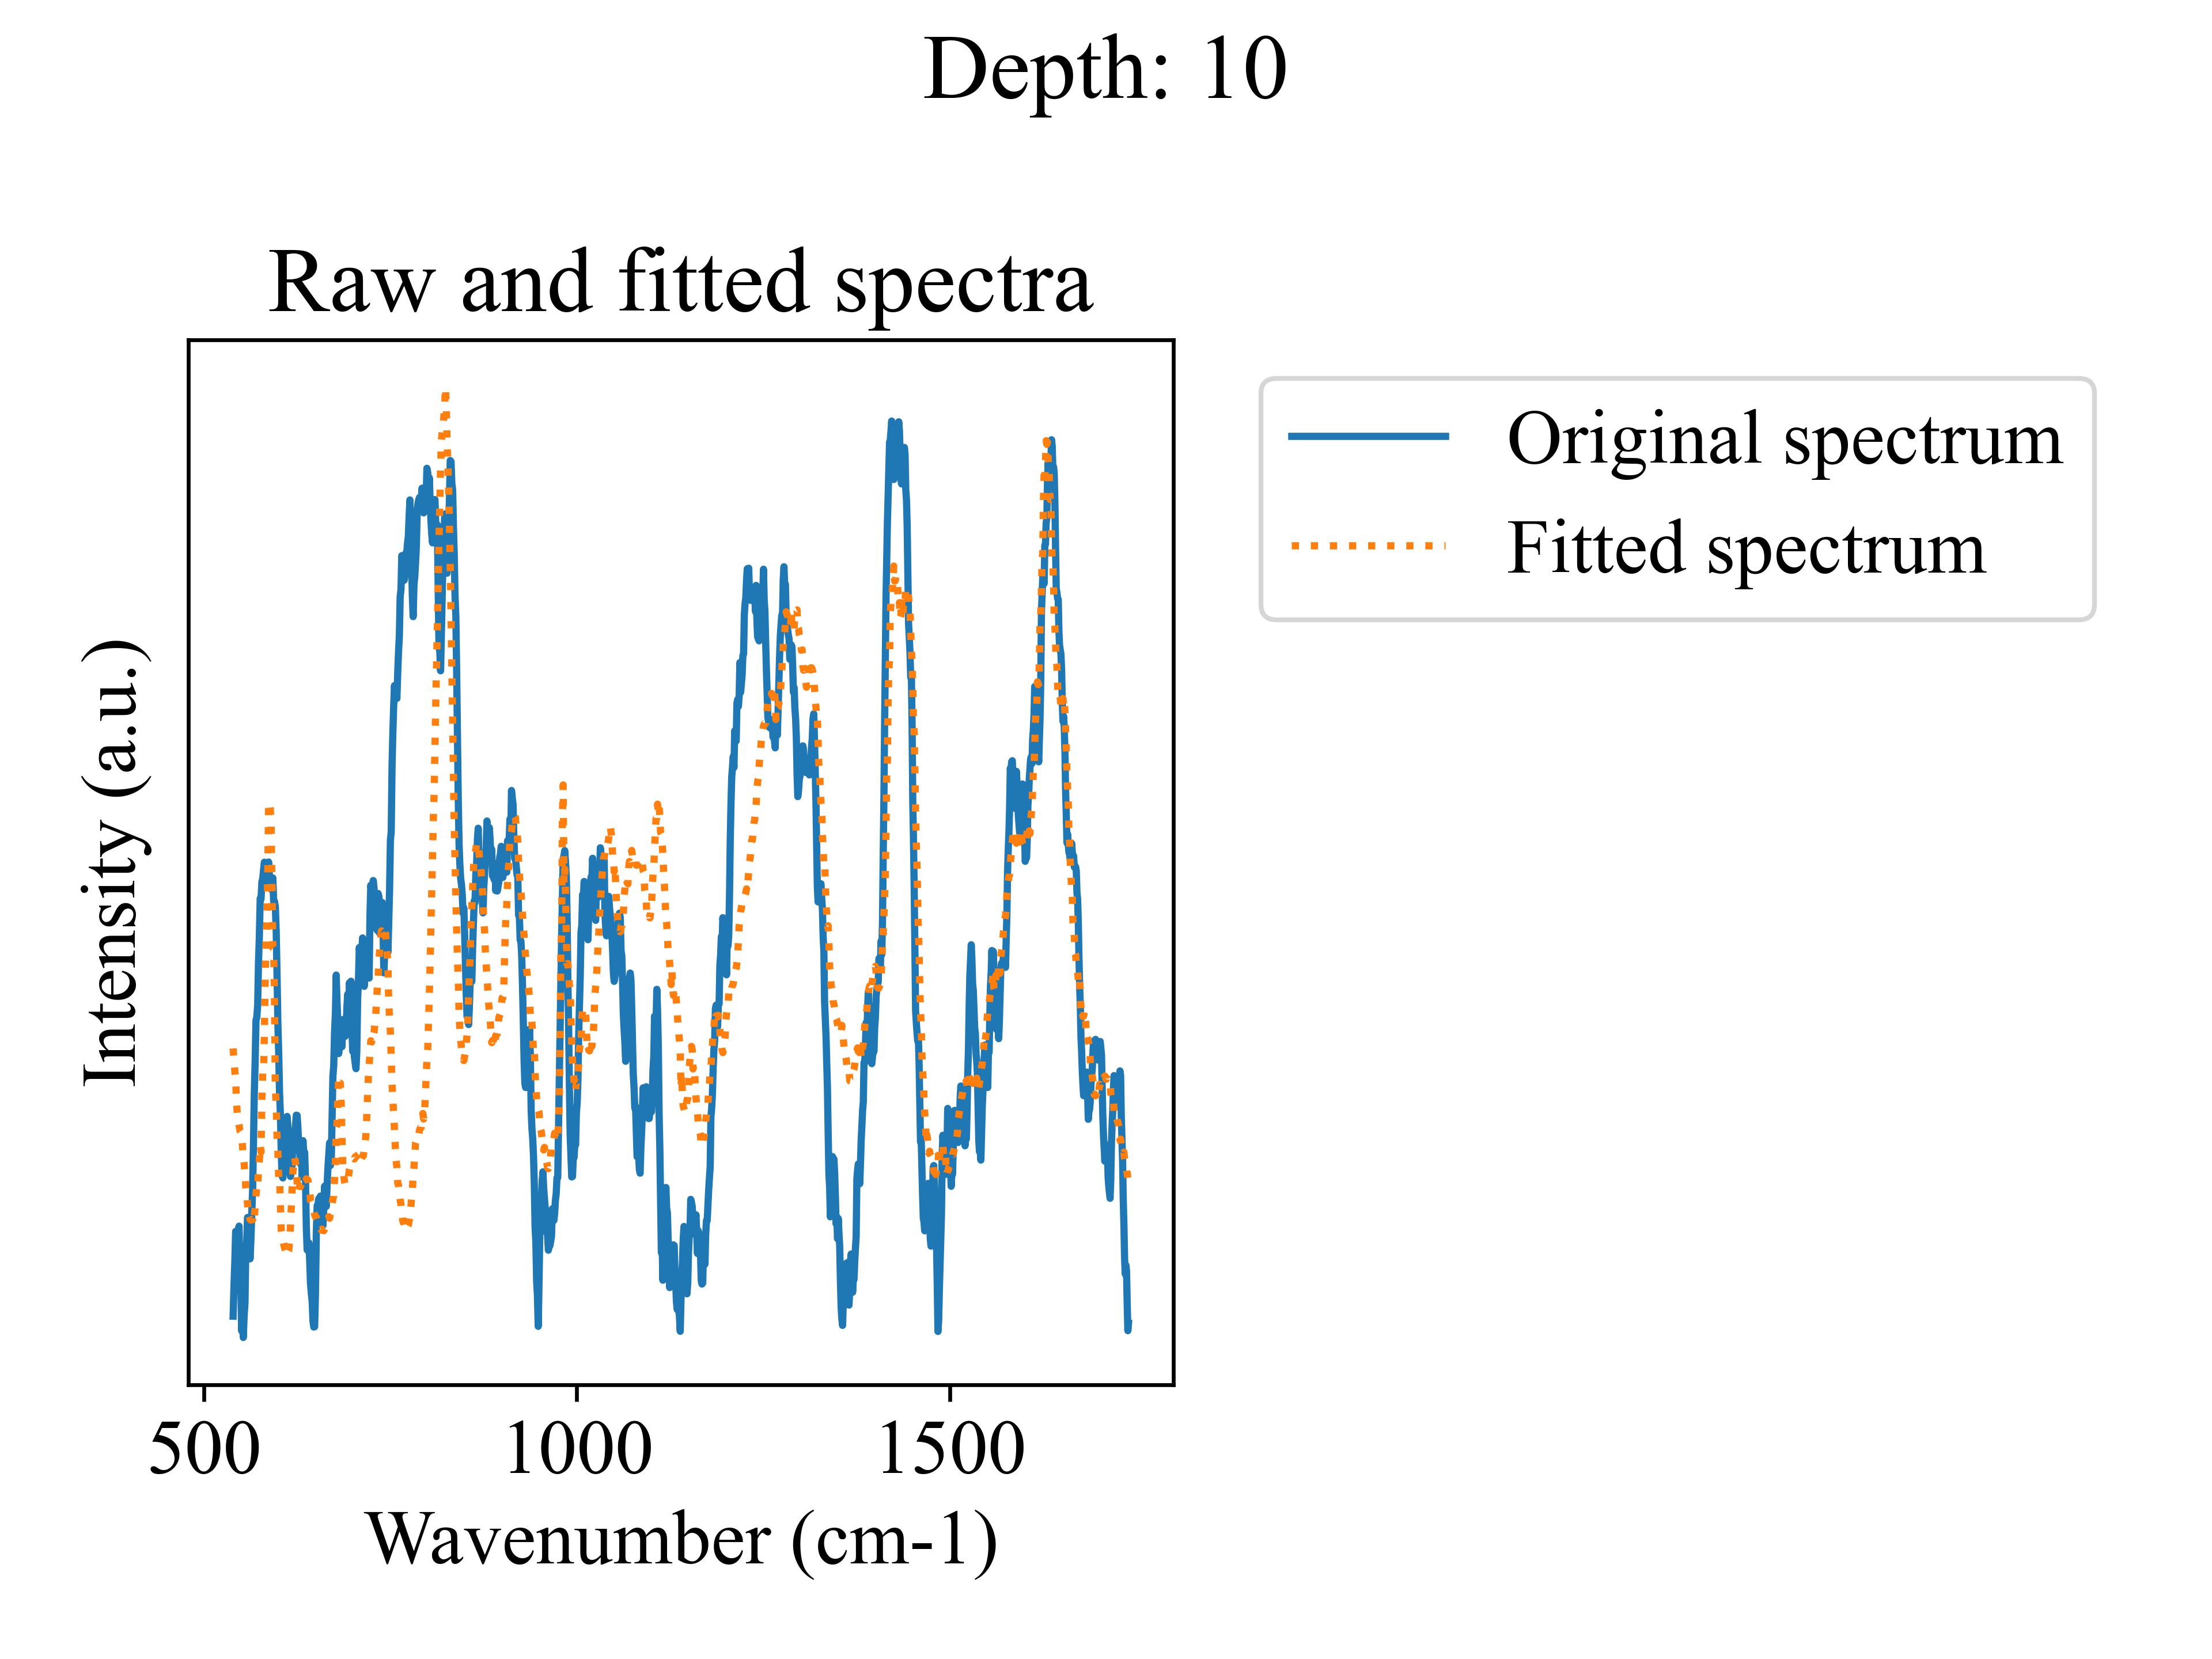 Depth: 10
Raw and fitted spectra
Original spectrum
Fitted spectrum
Intensity (a.u.)
500 1000 1500
Wavenumber (cm-1)